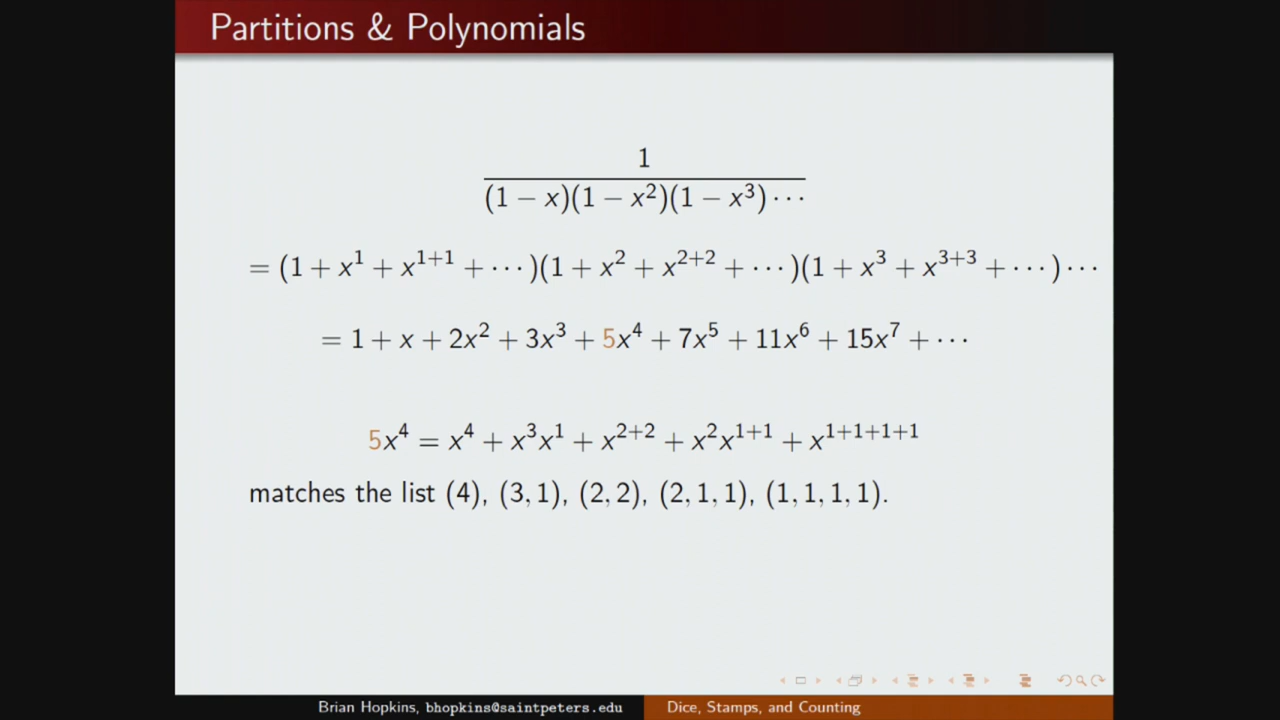 Partitions & Polynomials
1
(1 − x)(1 − x²)(1 − x³) ⋯
= (1 + x¹ + x¹⁺¹ + ⋯ )(1 + x² + x²⁺² + ⋯ )(1 + x³ + x³⁺³ + ⋯ ) ⋯
= 1 + x + 2x² + 3x³ + 5x⁴ + 7x⁵ + 11x⁶ + 15x⁷ + ⋯
5x⁴ = x⁴ + x³x¹ + x²⁺² + x²x¹⁺¹ + x¹⁺¹⁺¹⁺¹
matches the list (4), (3, 1), (2, 2), (2, 1, 1), (1, 1, 1, 1).
Brian Hopkins, bhopkins@saintpeters.edu Dice, Stamps, and Counting